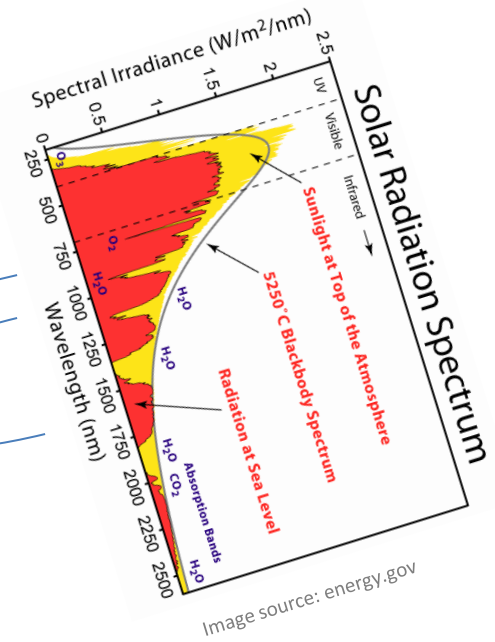 Solar Radiation Spectrum
UV
Visible
Infrared
Sunlight at Top of the Atmosphere
5250°C Blackbody Spectrum
Radiation at Sea Level
Absorption Bands
O3
O2
H2O
H2O
H2O
H2O
CO2
H2O
Spectral Irradiance (W/m2/nm)
0
0.5
1
1.5
2
2.5
250
500
750
1000
1250
1500
1750
2000
2250
2500
Wavelength (nm)
Image source: energy.gov